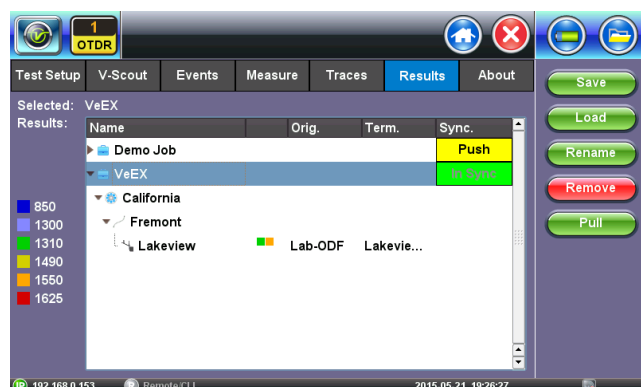 1
OTDR
Test Setup V-Scout Events Measure Traces Results About
Selected: VeEX
Results:
Name Orig. Term. Sync.
Demo Job Push
VeEX In Sync
California
Fremont
Lakeview Lab-ODF Lakevie...
850
1300
1310
1490
1550
1625
Save
Load
Rename
Remove
Pull
IP 192.168.0.153 R Remote/CLI 2015.05.21 19:26:27